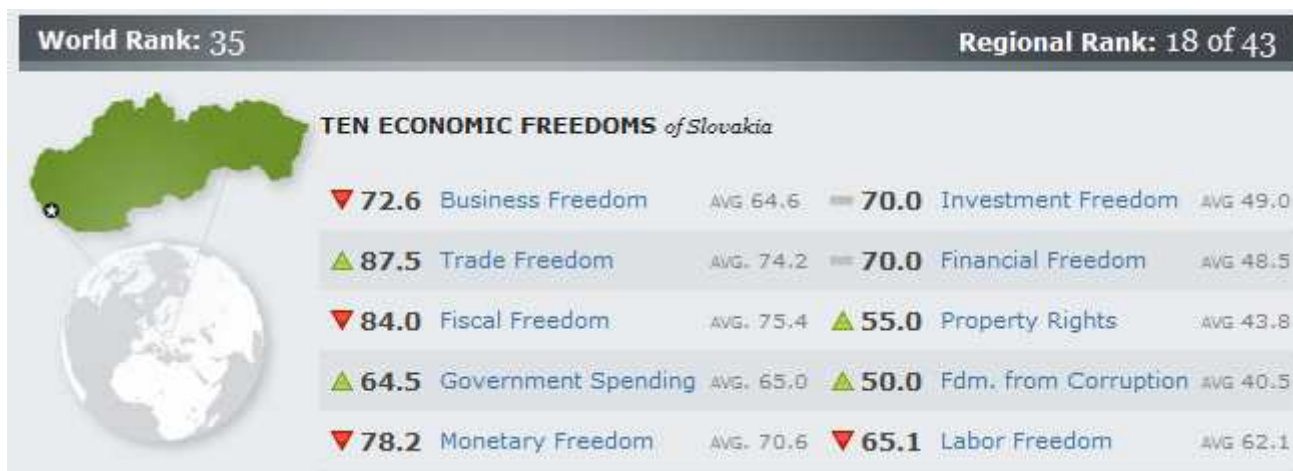 World Rank: 35 Regional Rank: 18 of 43
TEN ECONOMIC FREEDOMS of Slovakia
72.6 Business Freedom AVG 64.6 70.0 Investment Freedom AVG 49.0
87.5 Trade Freedom AVG. 74.2 70.0 Financial Freedom AVG 48.5
84.0 Fiscal Freedom AVG. 75.4 55.0 Property Rights AVG 43.8
64.5 Government Spending AVG. 65.0 50.0 Fdm. from Corruption AVG 40.5
78.2 Monetary Freedom AVG. 70.6 65.1 Labor Freedom AVG 62.1